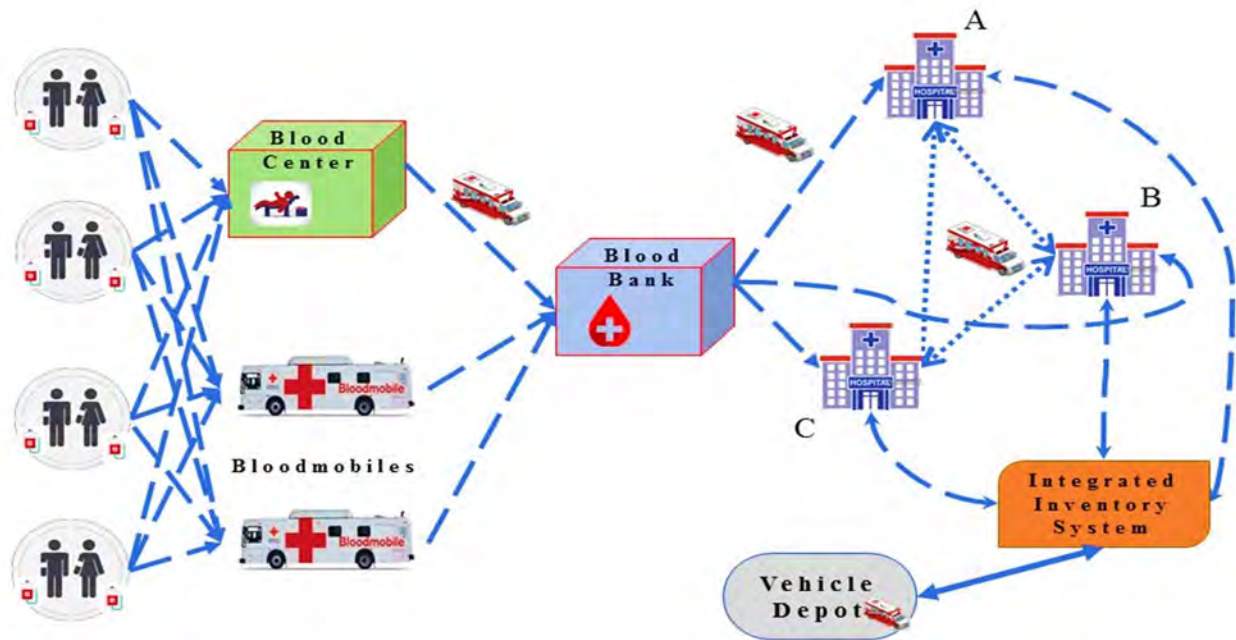 Blood
Center
Bloodmobile
Bloodmobiles
Bloodmobile
Blood
Bank
A
HOSPITAL
B
HOSPITAL
HOSPITAL
C
Integrated
Inventory
System
Vehicle
Depot